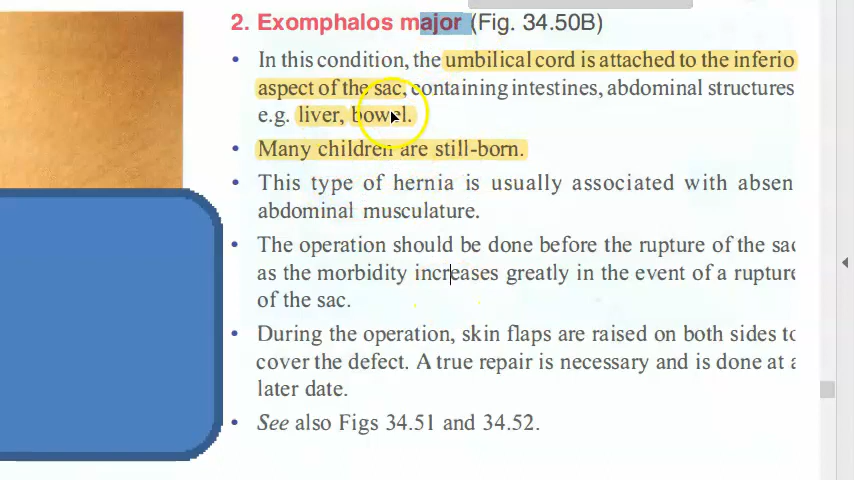 2. Exomphalos major (Fig. 34.50B)
• In this condition, the umbilical cord is attached to the inferio
aspect of the sac, containing intestines, abdominal structures
e.g. liver, bowel.
• Many children are still-born.
• This type of hernia is usually associated with absen
abdominal musculature.
• The operation should be done before the rupture of the sac
as the morbidity increases greatly in the event of a rupture
of the sac.
• During the operation, skin flaps are raised on both sides to
cover the defect. A true repair is necessary and is done at a
later date.
• See also Figs 34.51 and 34.52.